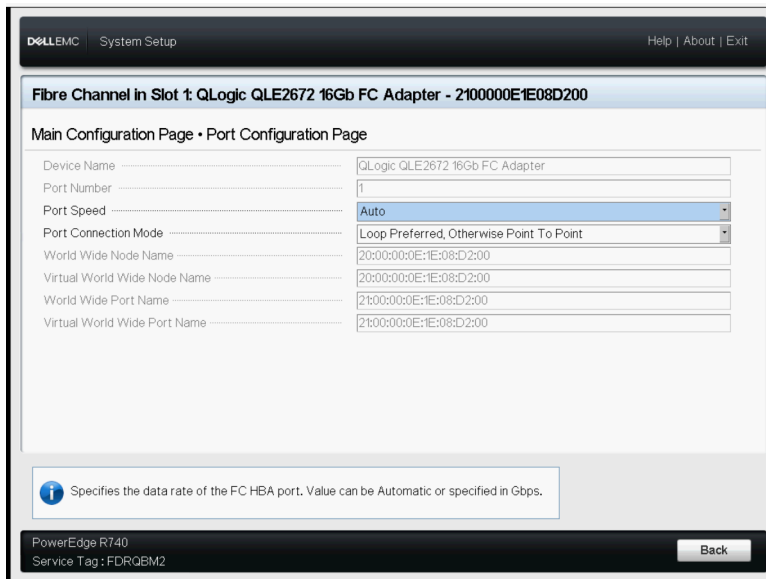 DELLEMC System Setup
Help | About | Exit
Fibre Channel in Slot 1: QLogic QLE2672 16Gb FC Adapter - 2100000E1E08D200
Main Configuration Page • Port Configuration Page
Device Name QLogic QLE2672 16Gb FC Adapter
Port Number 1
Port Speed Auto
Port Connection Mode Loop Preferred, Otherwise Point To Point
World Wide Node Name 20:00:00:0E:1E:08:D2:00
Virtual World Wide Node Name 20:00:00:0E:1E:08:D2:00
World Wide Port Name 21:00:00:0E:1E:08:D2:00
Virtual World Wide Port Name 21:00:00:0E:1E:08:D2:00
Specifies the data rate of the FC HBA port. Value can be Automatic or specified in Gbps.
PowerEdge R740
Service Tag : FDRQBM2
Back